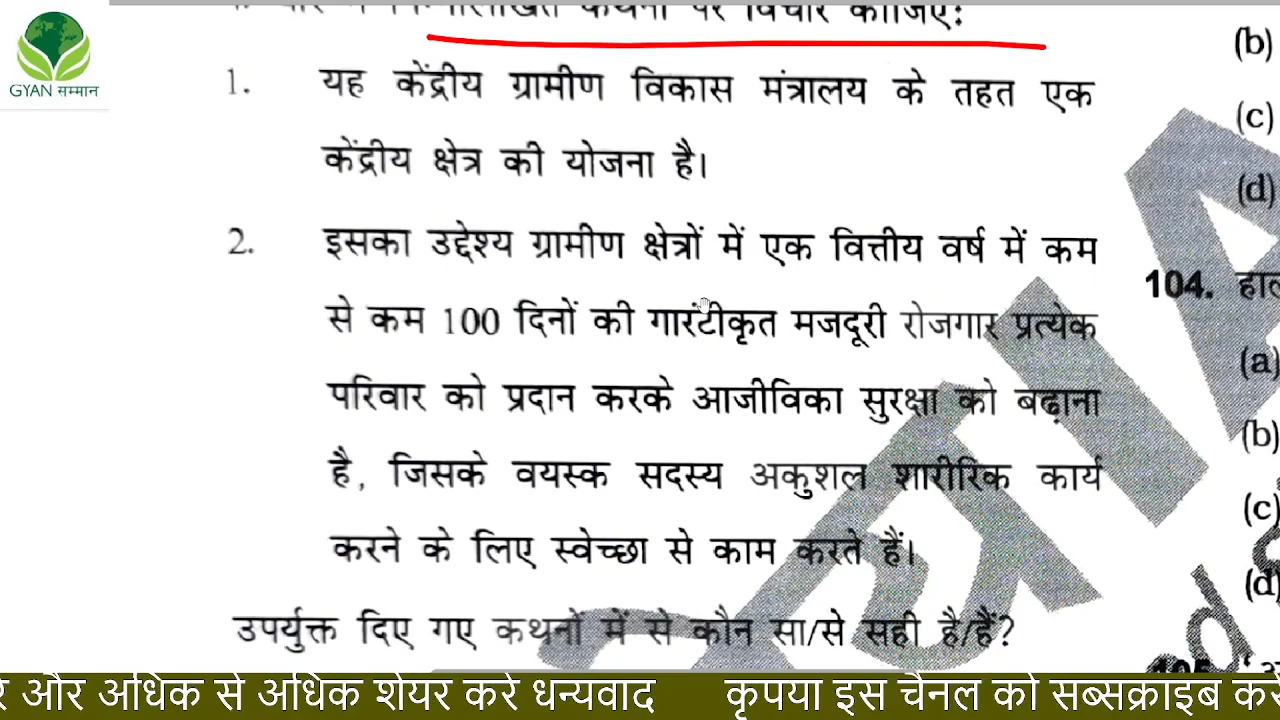 पर विचार कीजिए:
1. यह केंद्रीय ग्रामीण विकास मंत्रालय के तहत एक
केंद्रीय क्षेत्र की योजना है।
2. इसका उद्देश्य ग्रामीण क्षेत्रों में एक वित्तीय वर्ष में कम
से कम 100 दिनों की गारंटीकृत मजदूरी रोजगार प्रत्येक
परिवार को प्रदान करके आजीविका सुरक्षा को बढ़ाना
है, जिसके वयस्क सदस्य अकुशल शारीरिक कार्य
करने के लिए स्वेच्छा से काम करते हैं।
उपर्युक्त दिए गए कथनों में से कौन सा/से सही है/हैं?
(b)
(c)
(d)
104.
(a)
(b)
(c)
(d)
GYAN सम्मान
और अधिक से अधिक शेयर करे धन्यवाद कृपया इस चैनल को सब्सक्राइब